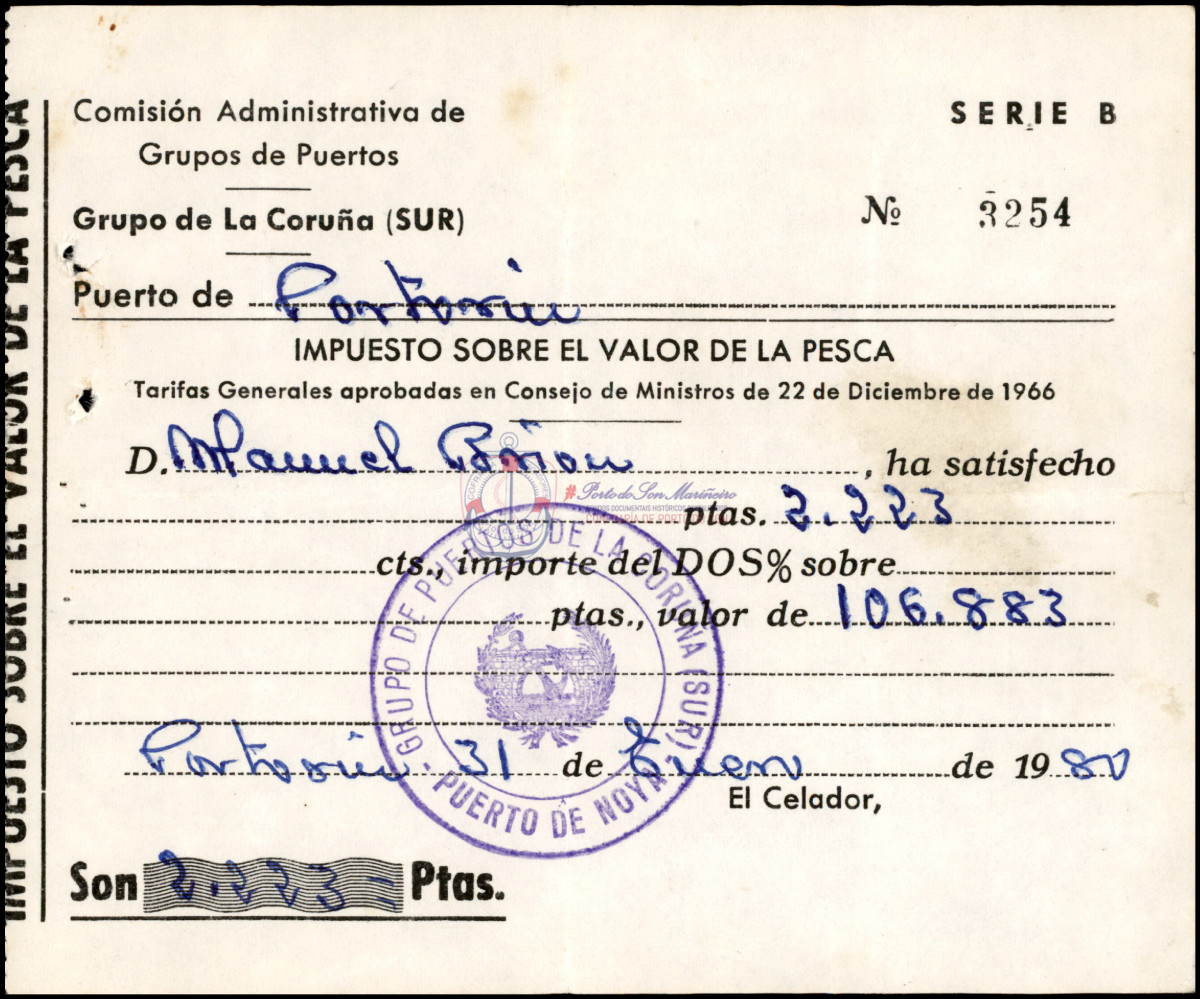 IMPUESTO SOBRE EL VALOR DE LA PESCA
Comisión Administrativa de
Grupos de Puertos
SERIE B
Grupo de La Coruña (SUR)
Nº 3254
Puerto de Portosín
IMPUESTO SOBRE EL VALOR DE LA PESCA
Tarifas Generales aprobadas en Consejo de Ministros de 22 de Diciembre de 1966
D. Manuel, ha satisfecho
#Porto do Son Mariñeiro
ptas. 2.223
cts., importe del DOS% sobre
ptas., valor de 106.883
GRUPO DE PUERTOS DE LA CORUÑA (SUR)
PUERTO DE NOYA
Portosín 31 de Enero de 1980
El Celador,
Son 2.223= Ptas.